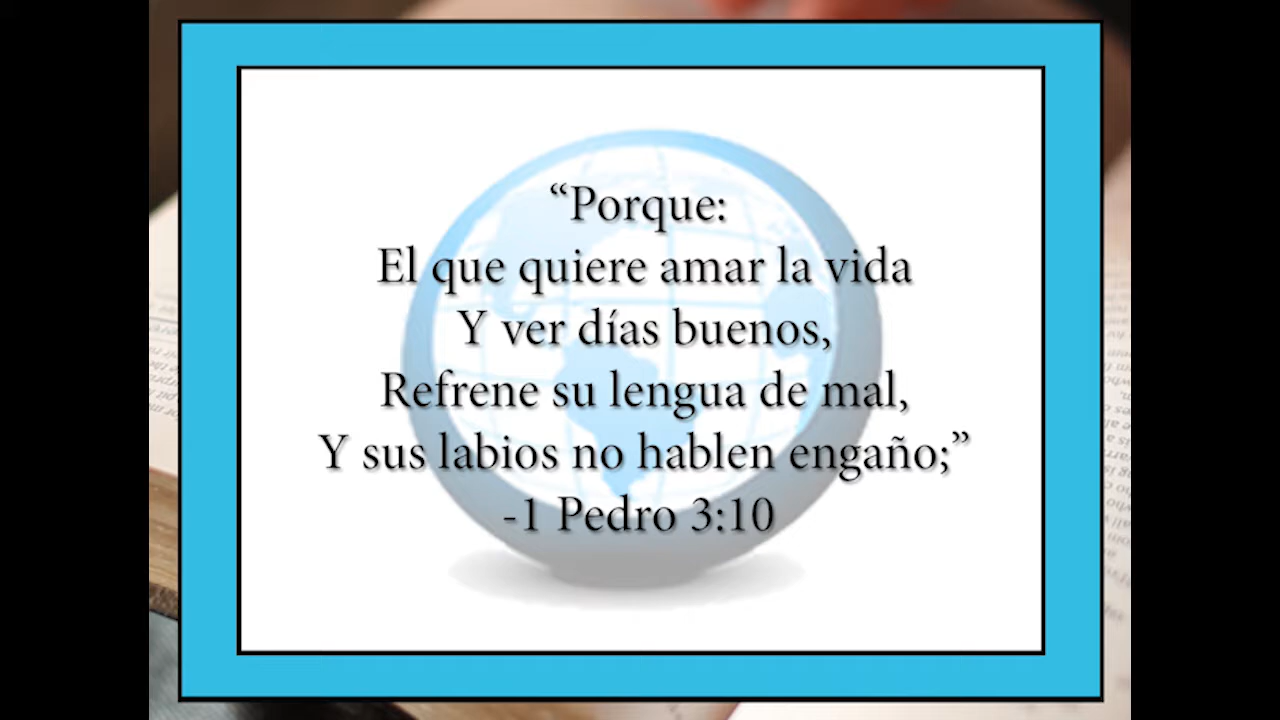 “Porque:
El que quiere amar la vida
Y ver días buenos,
Refrene su lengua de mal,
Y sus labios no hablen engaño;”
-1 Pedro 3:10